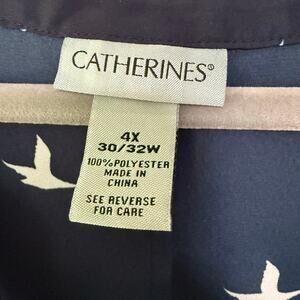 CATHERINES®
4X
30/32W
100%POLYESTER
MADE IN
CHINA
SEE REVERSE
FOR CARE